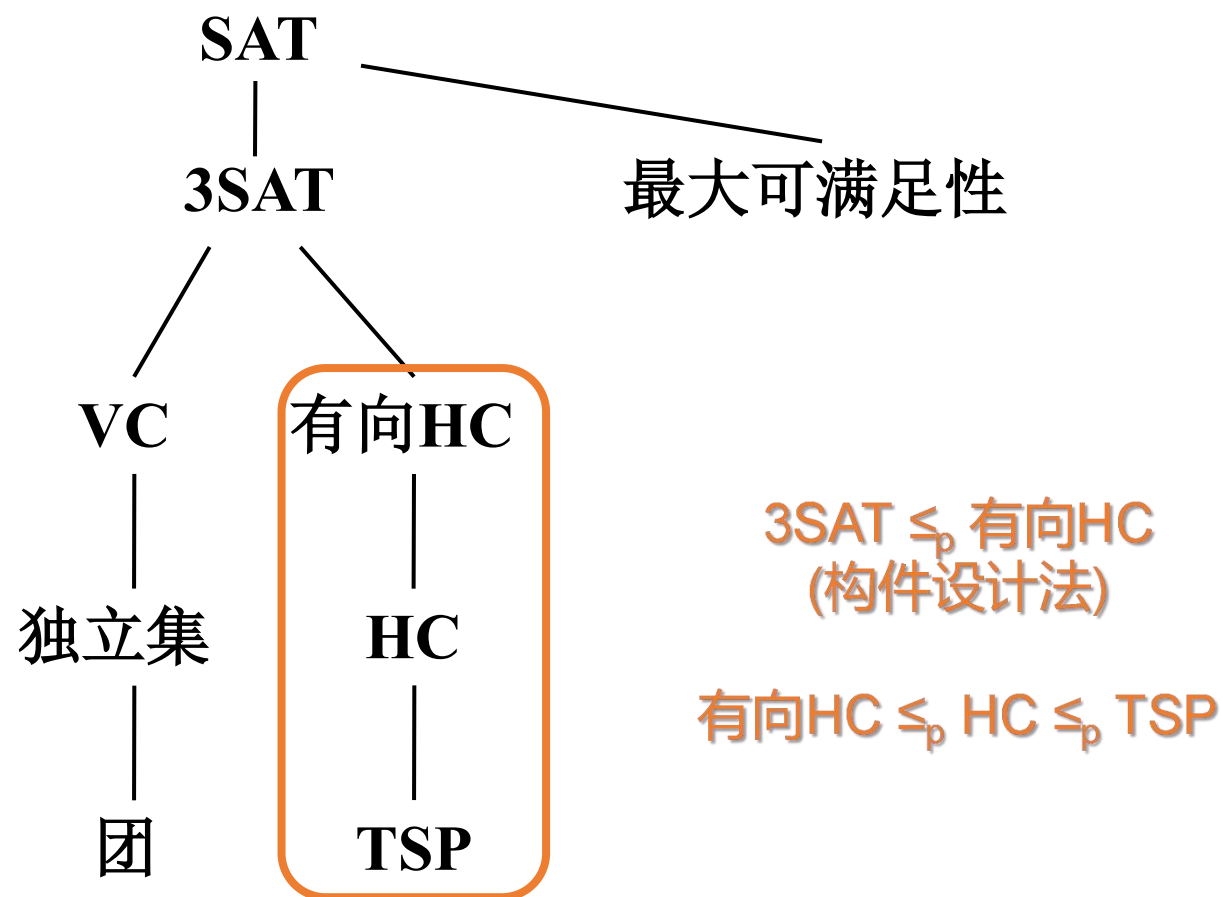 SAT
3SAT
最大可满足性
VC
有向HC
独立集
HC
团
TSP
3SAT ≤p 有向HC
(构件设计法)
有向HC ≤p HC ≤p TSP